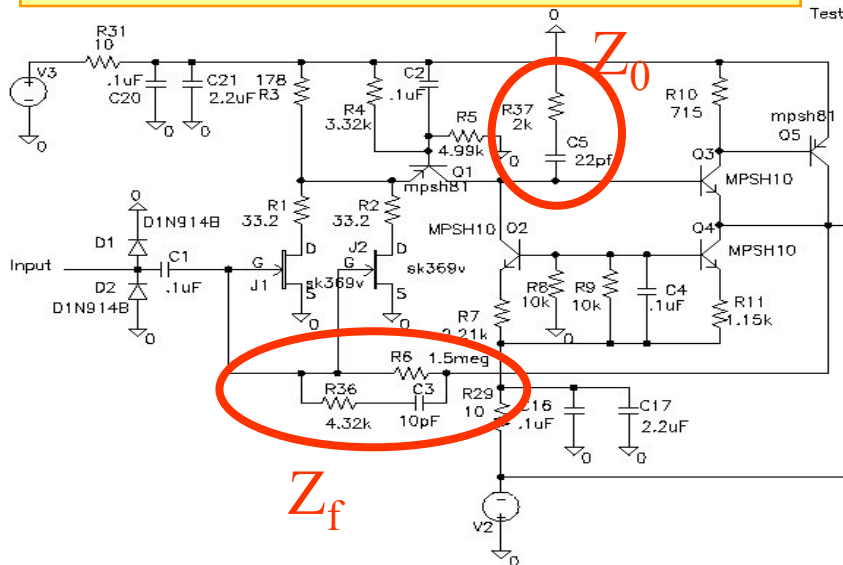 Test
0
R31
10
V3
0
.1uF
C20
0
C21
2.2uF
0
178
R3
R4
3.32k
C2
.1uF
R5
4.99k
0
Q1
mpsh81
Z0
R37
2k
C5
22pf
R10
715
mpsh81
Q5
Q3
MPSH10
R1
33.2
R2
33.2
MPSH10
Q2
Q4
MPSH10
0
D1N914B
D1
Input
C1
.1uF
D2
D1N914B
0
D
G
J1
S
sk369v
0
J2
D
G
S
sk369v
0
R8
10k
R9
10k
C4
.1uF
R7
2.21k
R11
1.15k
R6
1.5meg
R36
4.32k
C3
10pF
R29
10
C16
.1uF
0
C17
2.2uF
0
Zf
V2
0